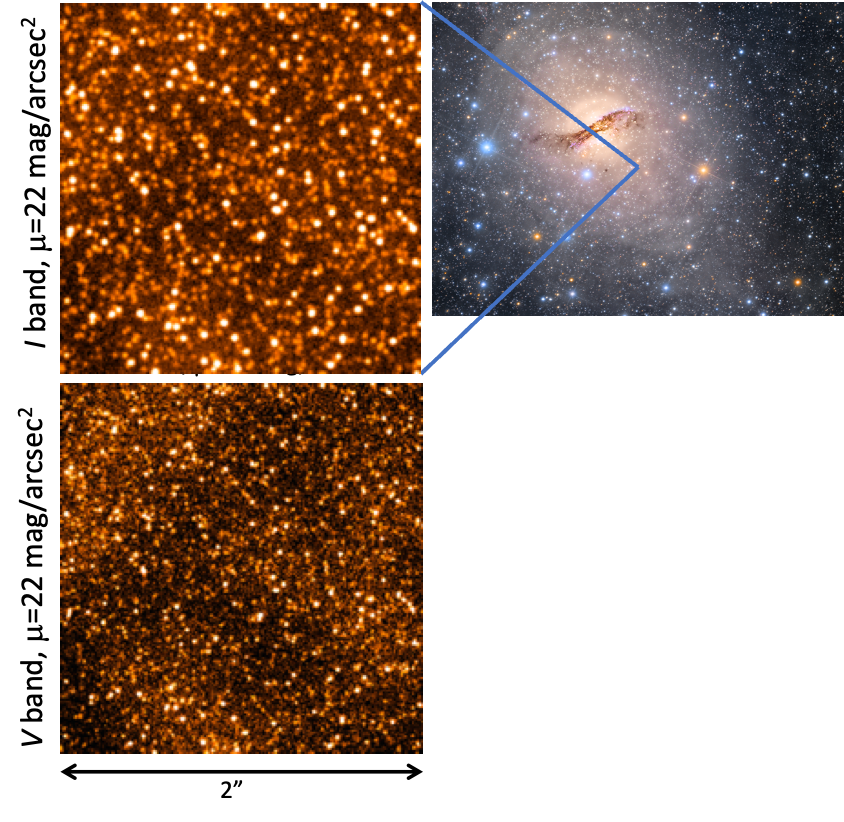 I band, μ=22 mag/arcsec²
V band, μ=22 mag/arcsec²
2”